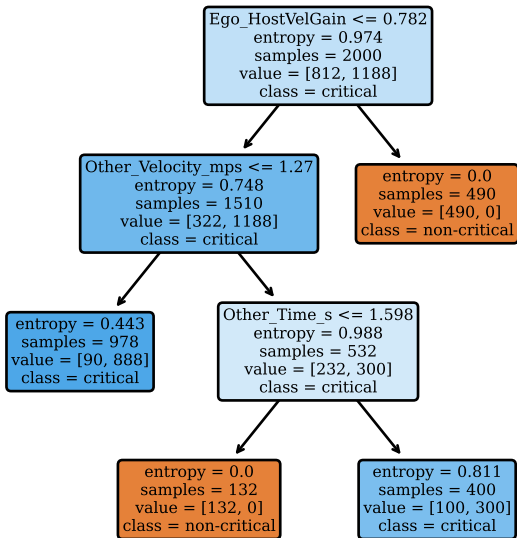 Ego_HostVelGain <= 0.782
entropy = 0.974
samples = 2000
value = [812, 1188]
class = critical
Other_Velocity_mps <= 1.27
entropy = 0.748
samples = 1510
value = [322, 1188]
class = critical
entropy = 0.0
samples = 490
value = [490, 0]
class = non-critical
entropy = 0.443
samples = 978
value = [90, 888]
class = critical
Other_Time_s <= 1.598
entropy = 0.988
samples = 532
value = [232, 300]
class = critical
entropy = 0.0
samples = 132
value = [132, 0]
class = non-critical
entropy = 0.811
samples = 400
value = [100, 300]
class = critical